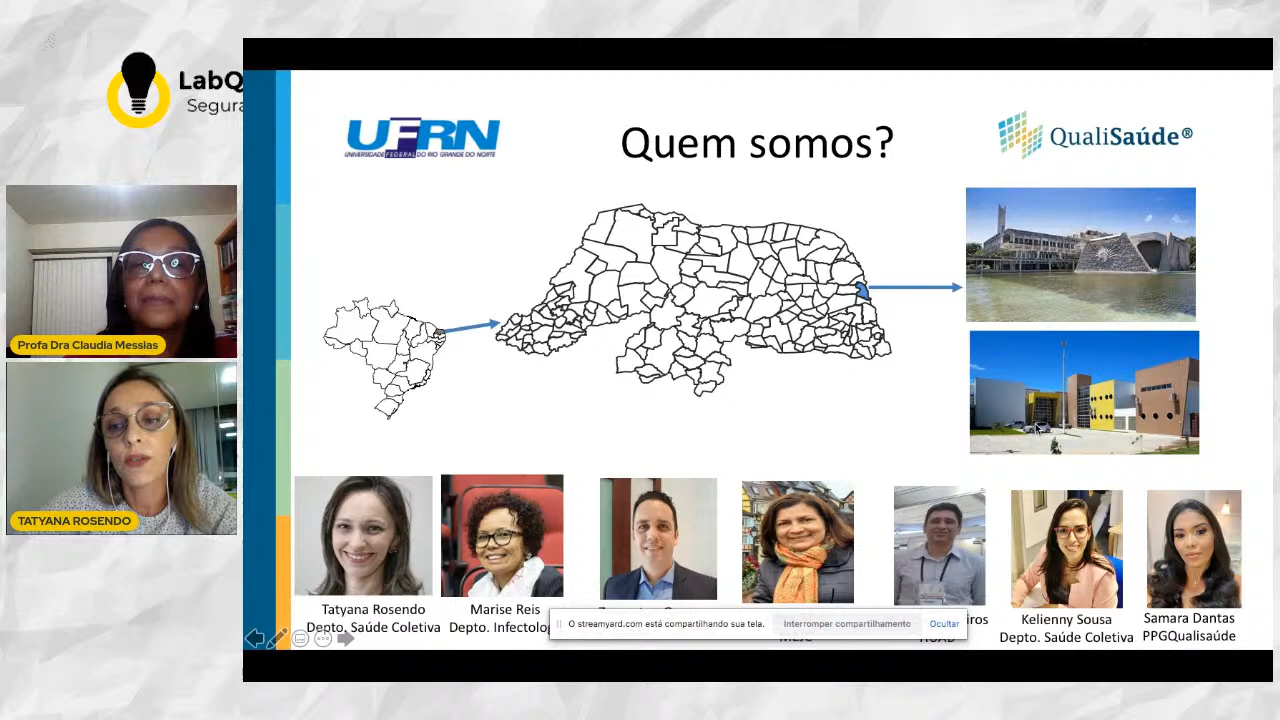 LabQ
Segura
UFRN
UNIVERSIDADE FEDERAL DO RIO GRANDE DO NORTE
Quem somos?
QualiSaúde®
Profa Dra Claudia Messias
TATYANA ROSENDO
Tatyana Rosendo
Depto. Saúde Coletiva
Marise Reis
Depto. Infectolo
O streamyard.com está compartilhando sua tela.
Interromper compartilhamento
Ocultar
Kelienny Sousa
Depto. Saúde Coletiva
Samara Dantas
PPGQualisaúde